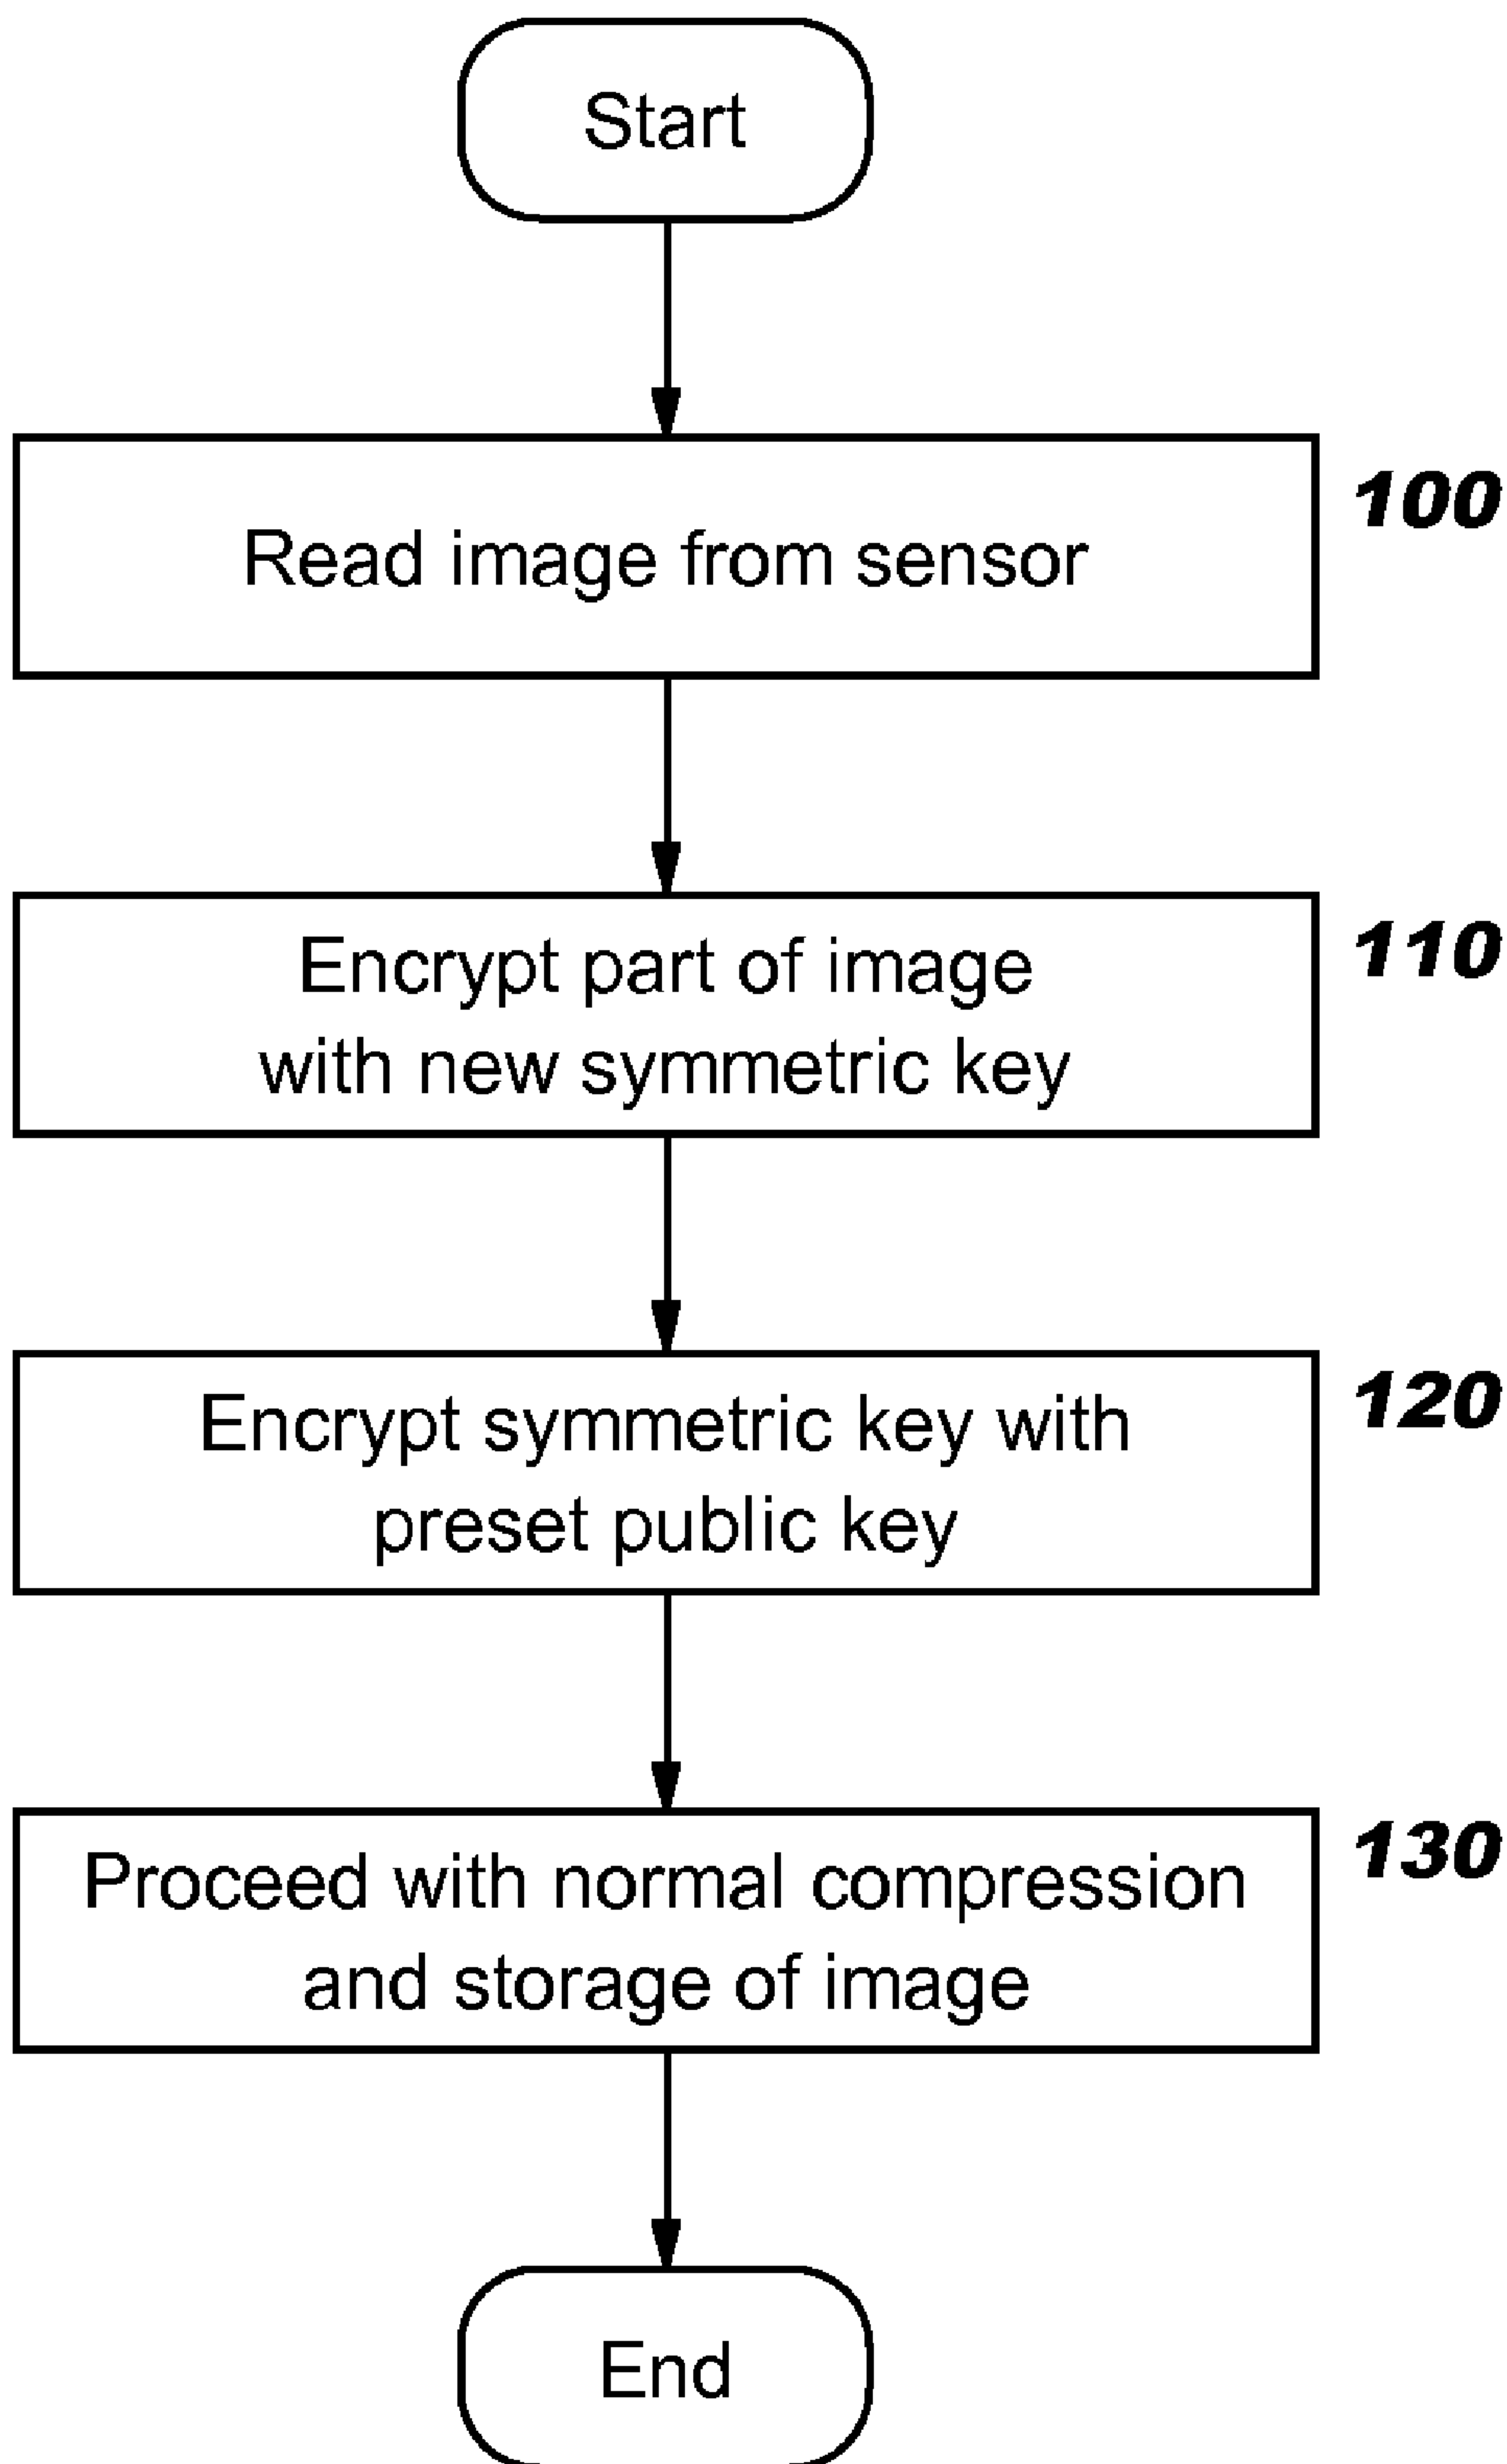 Start
Read image from sensor
100
Encrypt part of image
with new symmetric key
110
Encrypt symmetric key with
preset public key
120
Proceed with normal compression
and storage of image
130
End